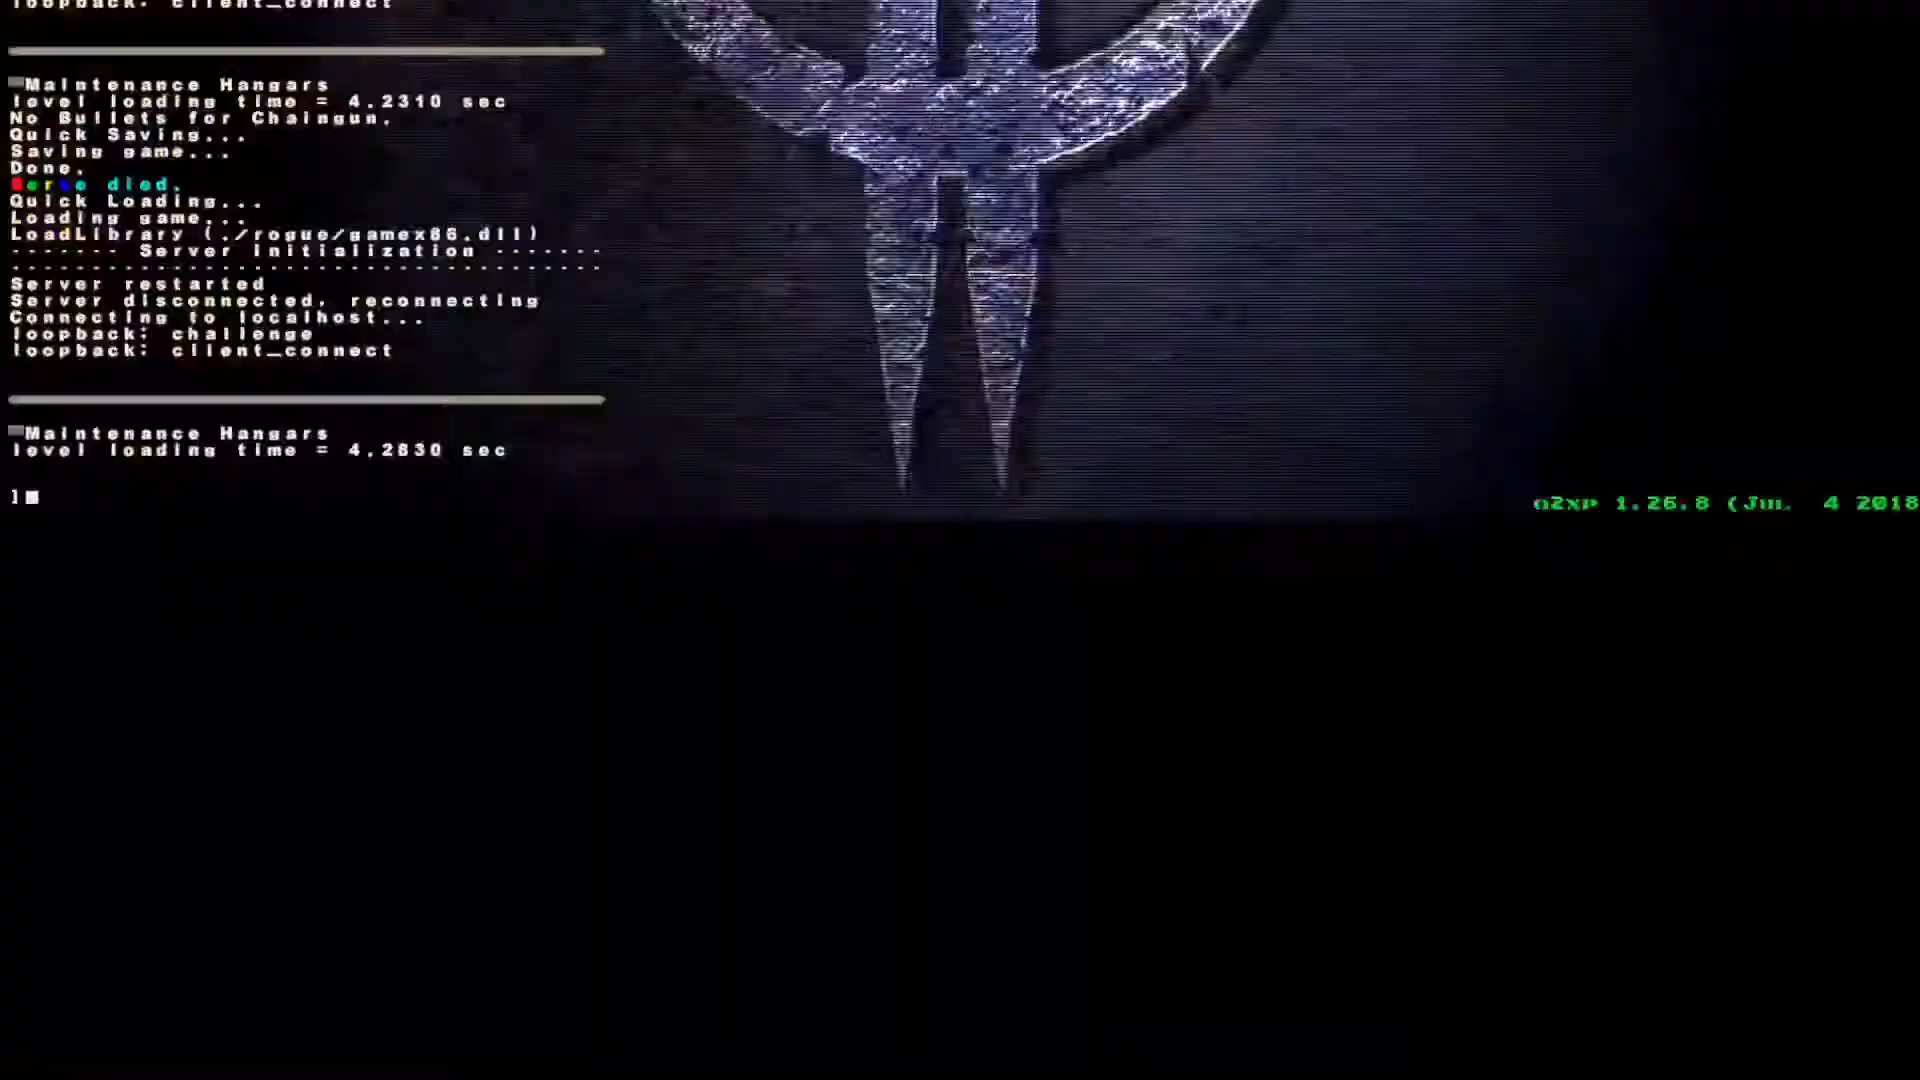 loopback: client_connect
Maintenance Hangars
level loading time = 4.2310 sec
No Bullets for Chaingun.
Quick Saving...
Saving game...
Done.
died.
Quick Loading...
Loading game...
LoadLibrary (./rogue/gamex86.dll)
------- Server Initialization -------
-------------------------------------
Server restarted
Server disconnected, reconnecting
Connecting to localhost...
loopback: challenge
loopback: client_connect
Maintenance Hangars
level loading time = 4.2830 sec
]
q2xp 1.26.8 (Jul  4 2018